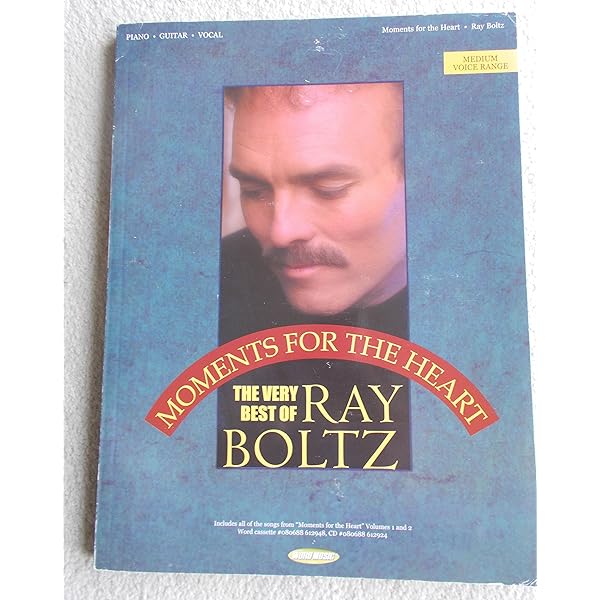 PIANO • GUITAR • VOCAL
Moments for the Heart • Ray Boltz
MEDIUM
VOICE RANGE
MOMENTS FOR THE HEART
THE VERY
BEST OF
RAY
BOLTZ
Includes all of the songs from "Moments for the Heart" Volumes 1 and 2
Word cassette #080688 612948, CD #080688 612924
WORD MUSIC